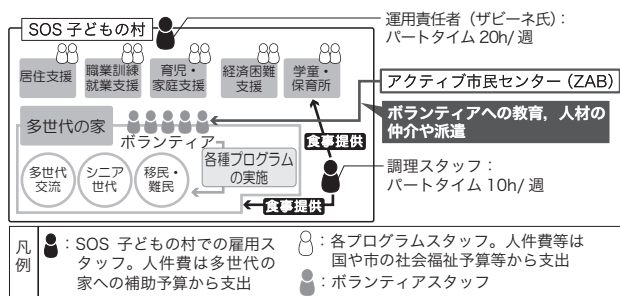 SOS 子どもの村
運用責任者（ザビーネ氏）：
パートタイム 20h/ 週
居住支援
職業訓練
就業支援
育児・
家庭支援
経済困難
支援
学童・
保育所
アクティブ市民センター（ZAB）
ボランティアへの教育，人材の
仲介や派遣
多世代の家
ボランティア
食事提供
各種プログラム
の実施
多世代
交流
シニア
世代
移民・
難民
調理スタッフ：
パートタイム 10h/ 週
食事提供
凡
例
：SOS 子どもの村での雇用ス
タッフ。人件費は多世代の
家への補助予算から支出
：各プログラムスタッフ。人件費等は
国や市の社会福祉予算等から支出
：ボランティアスタッフ